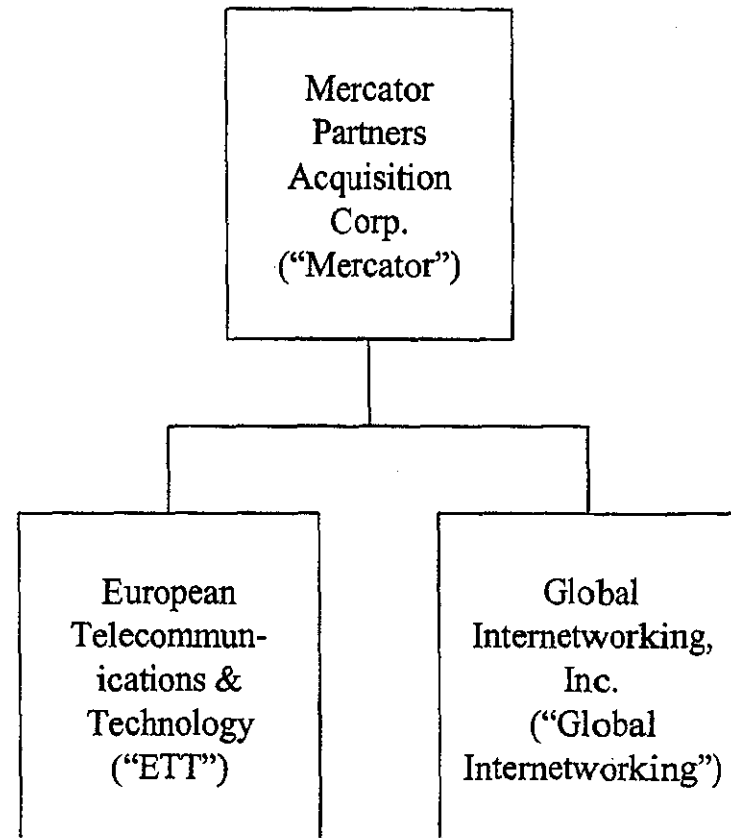 Mercator
Partners
Acquisition
Corp.
(“Mercator”)
European
Telecommun-
ications &
Technology
(“ETT”)
Global
Internetworking,
Inc.
(“Global
Internetworking”)